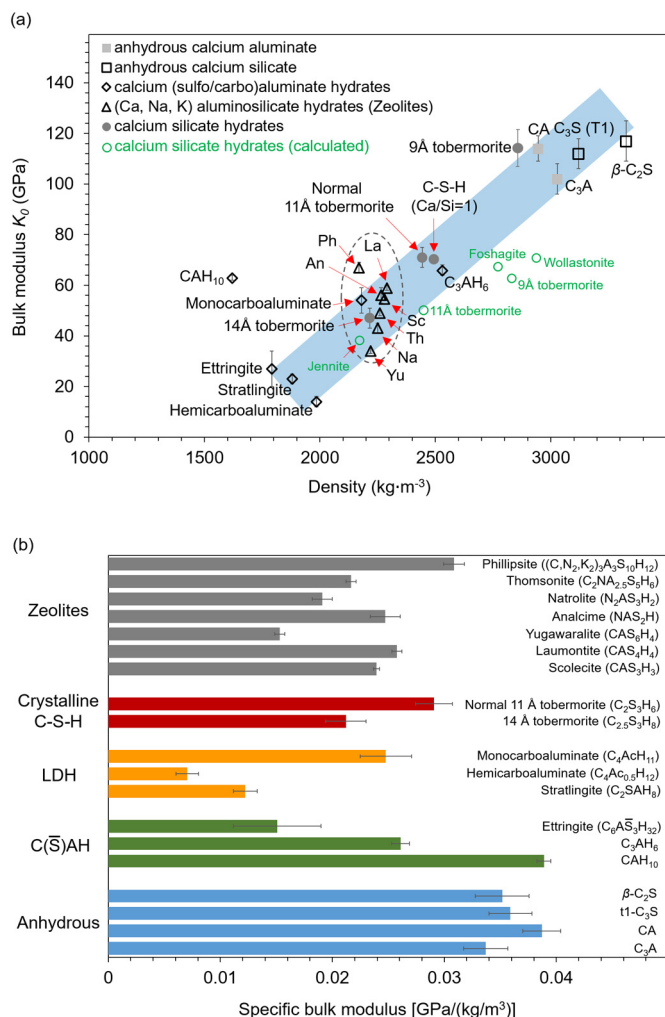 (a)
anhydrous calcium aluminate
anhydrous calcium silicate
calcium (sulfo/carbo)aluminate hydrates
(Ca, Na, K) aluminosilicate hydrates (Zeolites)
calcium silicate hydrates
calcium silicate hydrates (calculated)
Bulk modulus K₀ (GPa)
160
140
120
100
80
60
40
20
0
1000
1500
2000
2500
3000
Density (kg·m⁻³)
9Å tobermorite
CA
C₃S (T1)
β-C₂S
C₃A
Normal
11Å tobermorite
C-S-H
(Ca/Si=1)
Ph
La
An
CAH₁₀
Monocarboaluminate
14Å tobermorite
C₃AH₆
Foshagite
Wollastonite
9Å tobermorite
11Å tobermorite
Sc
Th
Na
Yu
Jennite
Ettringite
Stratlingite
Hemicarboaluminate
(b)
Zeolites
Phillipsite ((C,N₂,K₂)₃A₃S₁₀H₁₂)
Thomsonite (C₂NA₂.₅S₅H₆)
Natrolite (N₂AS₃H₂)
Analcime (NAS₂H)
Yugawaralite (CAS₆H₄)
Laumontite (CAS₄H₄)
Scolecite (CAS₃H₃)
Crystalline
C-S-H
Normal 11 Å tobermorite (C₂S₃H₆)
14 Å tobermorite (C₂.₅S₃H₈)
LDH
Monocarboaluminate (C₄AcH₁₁)
Hemicarboaluminate (C₄Ac₀.₅H₁₂)
Stratlingite (C₂SAH₈)
C(S̅)AH
Ettringite (C₆AS̅₃H₃₂)
C₃AH₆
CAH₁₀
Anhydrous
β-C₂S
t1-C₃S
CA
C₃A
0
0.01
0.02
0.03
0.04
Specific bulk modulus [GPa/(kg/m³)]